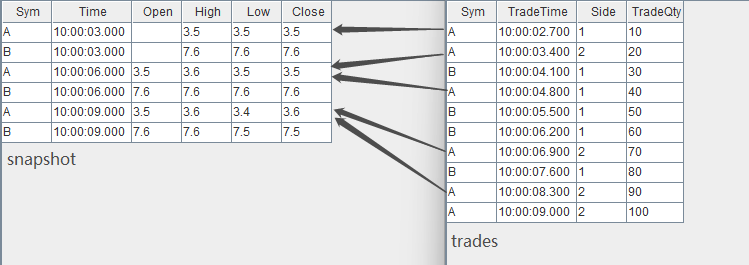 Sym Time Open High Low Close
A 10:00:03.000 3.5 3.5 3.5
B 10:00:03.000 7.6 7.6 7.6
A 10:00:06.000 3.5 3.6 3.5 3.5
B 10:00:06.000 7.6 7.6 7.6 7.6
A 10:00:09.000 3.5 3.6 3.4 3.6
B 10:00:09.000 7.6 7.6 7.5 7.5
snapshot
Sym TradeTime Side TradeQty
A 10:00:02.700 1 10
A 10:00:03.400 2 20
B 10:00:04.100 1 30
A 10:00:04.800 1 40
B 10:00:05.500 1 50
B 10:00:06.200 1 60
A 10:00:06.900 2 70
B 10:00:07.600 1 80
A 10:00:08.300 2 90
A 10:00:09.000 2 100
trades